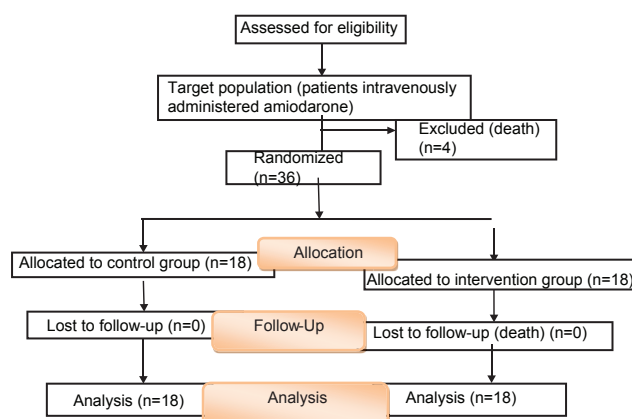 Assessed for eligibility
Target population (patients intravenously
administered amiodarone)
Excluded (death)
(n=4)
Randomized
(n=36)
Allocation
Allocated to control group (n=18)
Allocated to intervention group (n=18)
Lost to follow-up (n=0)
Follow-Up
Lost to follow-up (death) (n=0)
Analysis (n=18)
Analysis
Analysis (n=18)